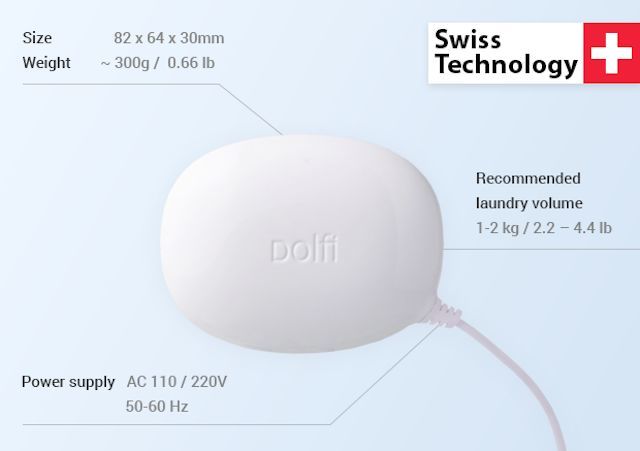 Size 82 x 64 x 30mm
Weight ~ 300g / 0.66 lb
Swiss
Technology
Recommended
laundry volume
1-2 kg / 2.2 – 4.4 lb
Dolfi
Power supply AC 110 / 220V
50-60 Hz